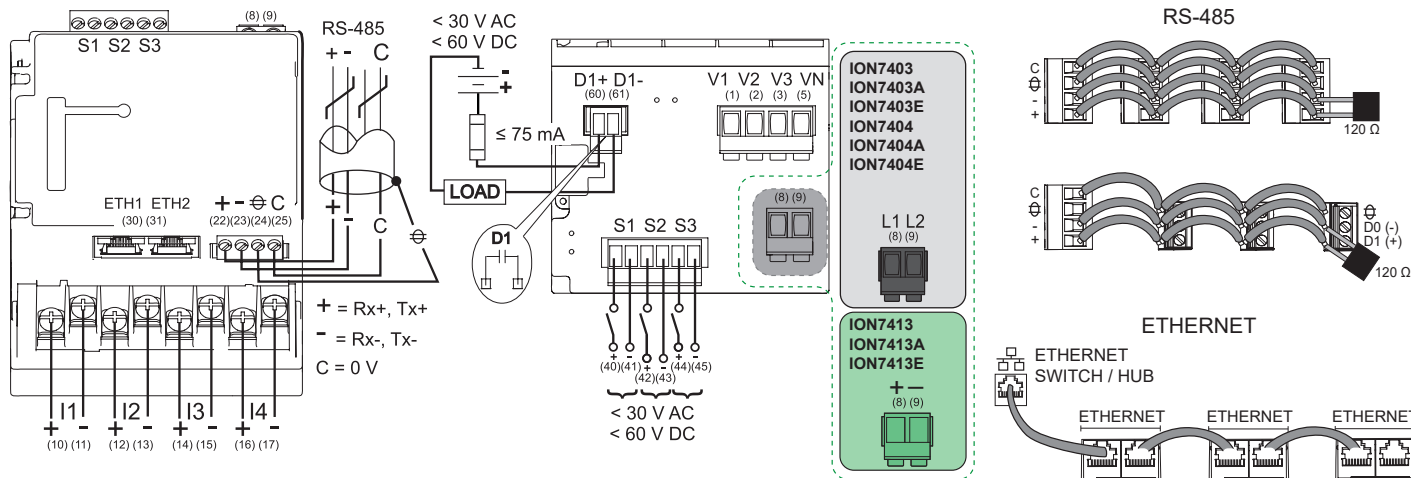 (8) (9)
S1 S2 S3
ETH1 ETH2
(30) (31)
+ - C
(22)(23)(24)(25)
I1 I2 I3 I4
+ - + - + - + -
(10) (11) (12) (13) (14) (15) (16) (17)
RS-485
+ - C
+ - C
+ = Rx+, Tx+
- = Rx-, Tx-
C = 0 V
< 30 V AC
< 60 V DC
-
+
≤ 75 mA
LOAD
D1
D1+ D1-
(60) (61)
V1 V2 V3 VN
(1) (2) (3) (5)
(8) (9)
S1 S2 S3
+ - + - + -
(40)(41) (42)(43) (44)(45)
< 30 V AC
< 60 V DC
ION7403
ION7403A
ION7403E
ION7404
ION7404A
ION7404E
L1 L2
(8) (9)
ION7413
ION7413A
ION7413E
+ −
(8) (9)
RS-485
C
-
+
120 Ω
C
-
+
D0 (-)
D1 (+)
120 Ω
ETHERNET
ETHERNET
SWITCH / HUB
ETHERNET ETHERNET ETHERNET